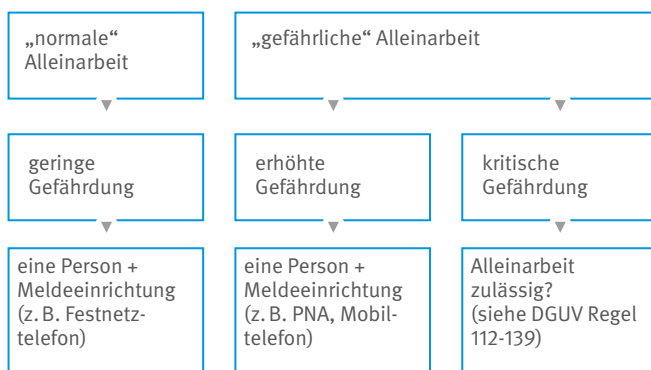 „normale“
Alleinarbeit
„gefährliche“ Alleinarbeit
geringe
Gefährdung
erhöhte
Gefährdung
kritische
Gefährdung
eine Person +
Meldeeinrichtung
(z. B. Festnetz-
telefon)
eine Person +
Meldeeinrichtung
(z. B. PNA, Mobil-
telefon)
Alleinarbeit
zulässig?
(siehe DGUV Regel
112-139)